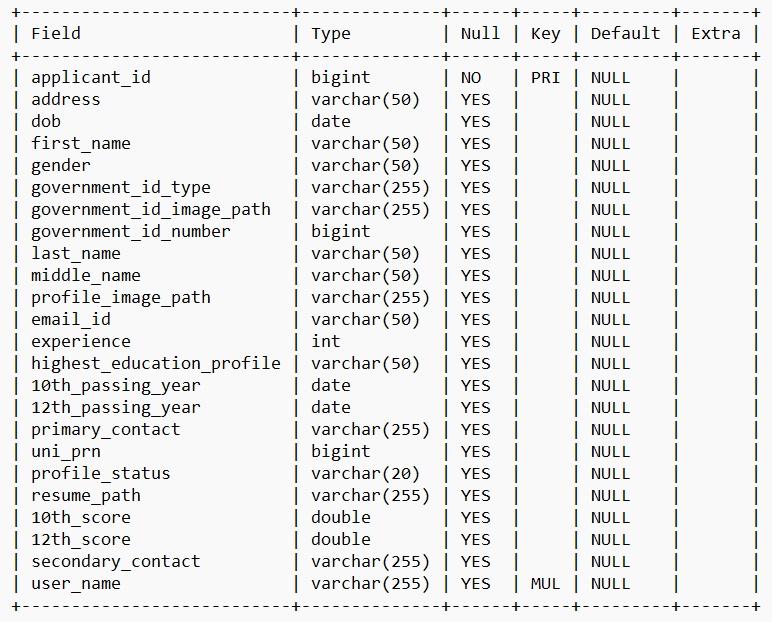 +---------------------------+--------------+------+-----+---------+-------+
| Field                     | Type         | Null | Key | Default | Extra |
+---------------------------+--------------+------+-----+---------+-------+
| applicant_id              | bigint       | NO   | PRI | NULL    |       |
| address                   | varchar(50)  | YES  |     | NULL    |       |
| dob                       | date         | YES  |     | NULL    |       |
| first_name                | varchar(50)  | YES  |     | NULL    |       |
| gender                    | varchar(50)  | YES  |     | NULL    |       |
| government_id_type        | varchar(255) | YES  |     | NULL    |       |
| government_id_image_path  | varchar(255) | YES  |     | NULL    |       |
| government_id_number      | bigint       | YES  |     | NULL    |       |
| last_name                 | varchar(50)  | YES  |     | NULL    |       |
| middle_name               | varchar(50)  | YES  |     | NULL    |       |
| profile_image_path        | varchar(255) | YES  |     | NULL    |       |
| email_id                  | varchar(50)  | YES  |     | NULL    |       |
| experience                | int          | YES  |     | NULL    |       |
| highest_education_profile | varchar(50)  | YES  |     | NULL    |       |
| 10th_passing_year         | date         | YES  |     | NULL    |       |
| 12th_passing_year         | date         | YES  |     | NULL    |       |
| primary_contact           | varchar(255) | YES  |     | NULL    |       |
| uni_prn                   | bigint       | YES  |     | NULL    |       |
| profile_status            | varchar(20)  | YES  |     | NULL    |       |
| resume_path               | varchar(255) | YES  |     | NULL    |       |
| 10th_score                | double       | YES  |     | NULL    |       |
| 12th_score                | double       | YES  |     | NULL    |       |
| secondary_contact         | varchar(255) | YES  |     | NULL    |       |
| user_name                 | varchar(255) | YES  | MUL | NULL    |       |
+---------------------------+--------------+------+-----+---------+-------+